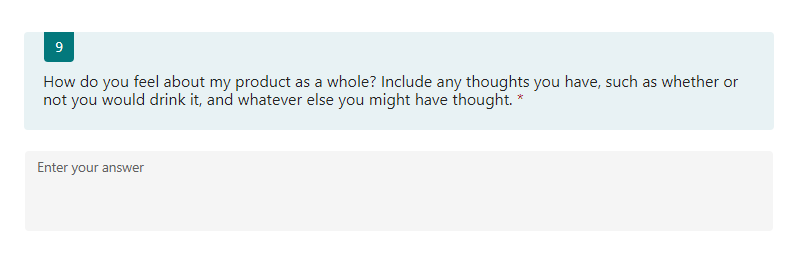 9
How do you feel about my product as a whole? Include any thoughts you have, such as whether or
not you would drink it, and whatever else you might have thought. *
Enter your answer